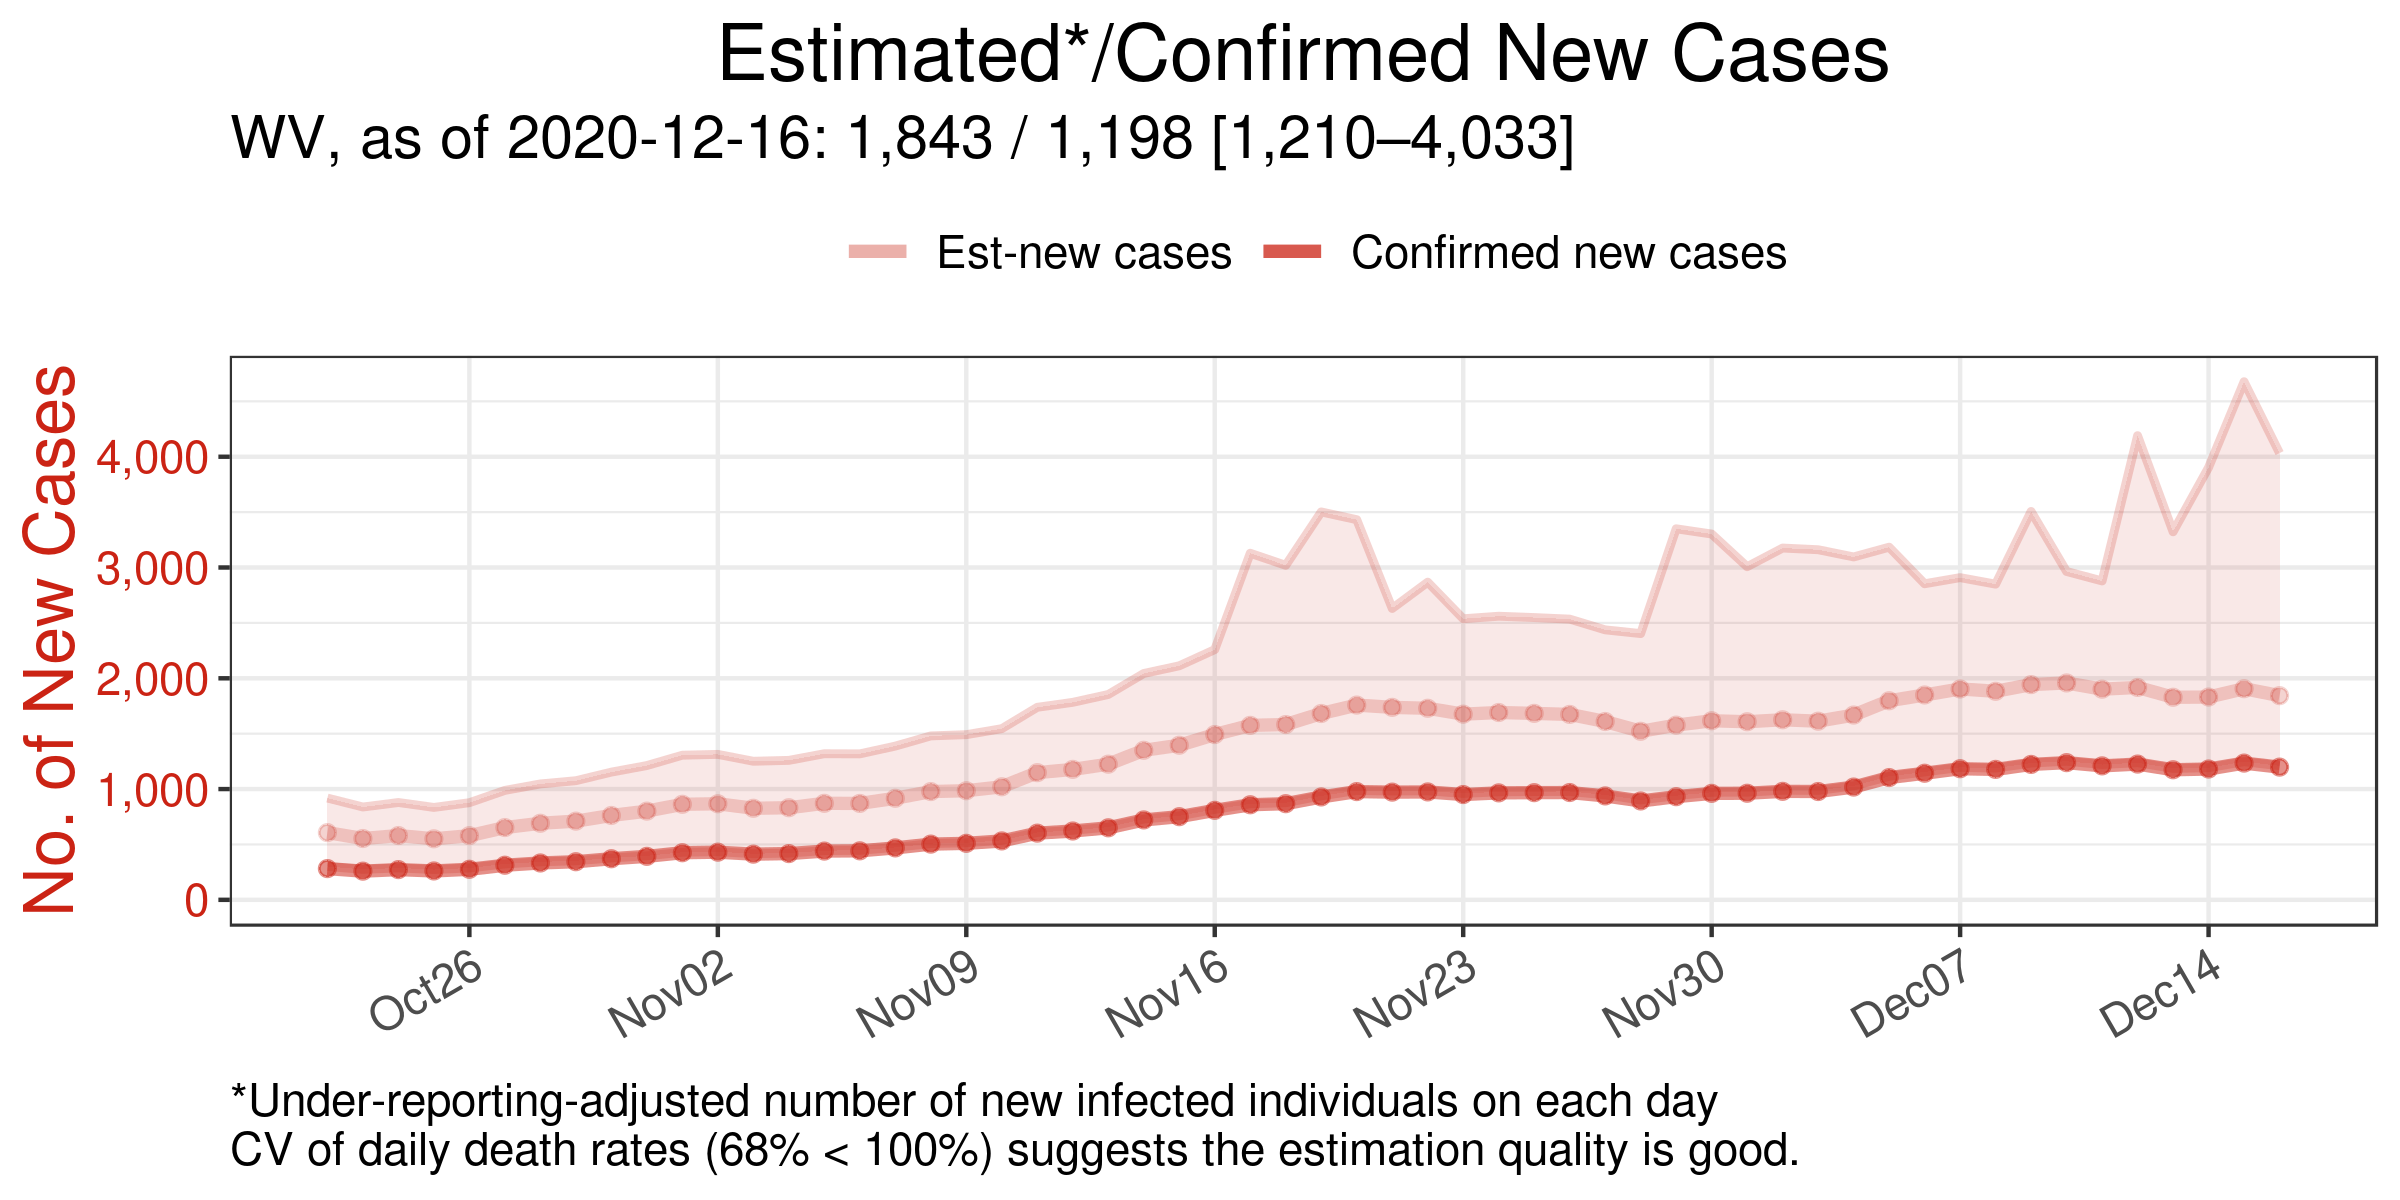 Estimated*/Confirmed New Cases
WV, as of 2020-12-16: 1,843 / 1,198 [1,210–4,033]
Est-new cases
Confirmed new cases
No. of New Cases
4,000
3,000
2,000
1,000
0
Oct26
Nov02
Nov09
Nov16
Nov23
Nov30
Dec07
Dec14
*Under-reporting-adjusted number of new infected individuals on each day
CV of daily death rates (68% < 100%) suggests the estimation quality is good.